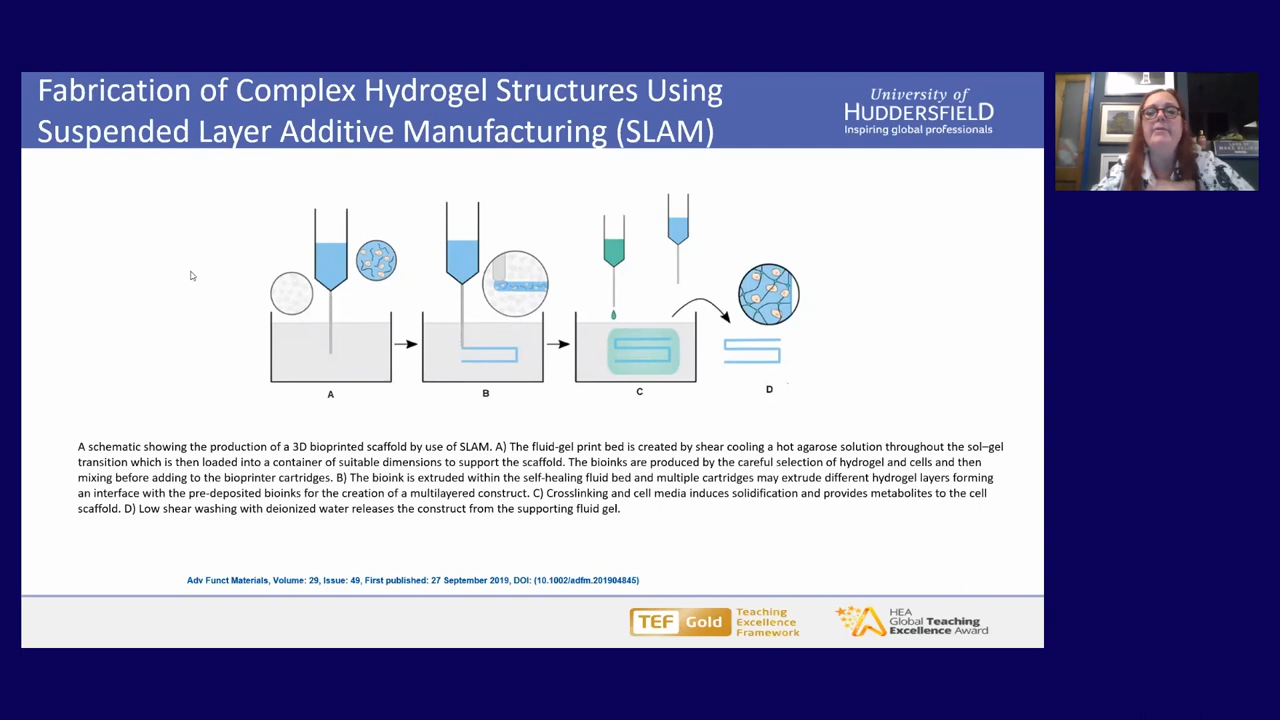 Fabrication of Complex Hydrogel Structures Using
Suspended Layer Additive Manufacturing (SLAM)
University of
HUDDERSFIELD
Inspiring global professionals
A
B
C
D
A schematic showing the production of a 3D bioprinted scaffold by use of SLAM. A) The fluid-gel print bed is created by shear cooling a hot agarose solution throughout the sol–gel
transition which is then loaded into a container of suitable dimensions to support the scaffold. The bioinks are produced by the careful selection of hydrogel and cells and then
mixing before adding to the bioprinter cartridges. B) The bioink is extruded within the self-healing fluid bed and multiple cartridges may extrude different hydrogel layers forming
an interface with the pre-deposited bioinks for the creation of a multilayered construct. C) Crosslinking and cell media induces solidification and provides metabolites to the cell
scaffold. D) Low shear washing with deionized water releases the construct from the supporting fluid gel.
Adv Funct Materials, Volume: 29, Issue: 49, First published: 27 September 2019, DOI: (10.1002/adfm.201904845)
TEF Gold
Teaching
Excellence
Framework
HEA
Global Teaching
Excellence Award